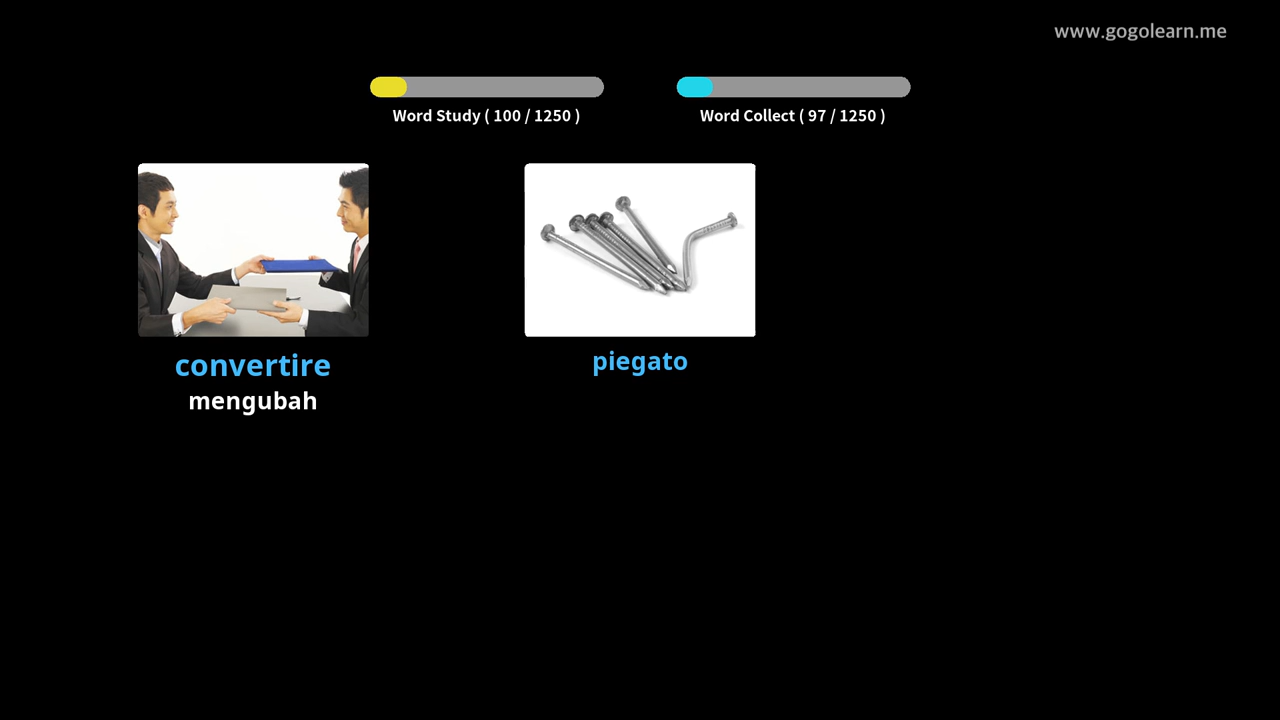 www.gogolearn.me
Word Study ( 100 / 1250 )
Word Collect ( 97 / 1250 )
convertire
mengubah
piegato